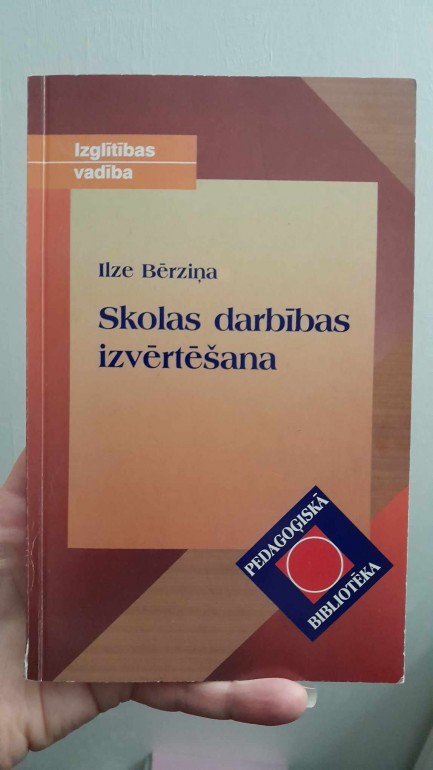 Izglītības
vadība
Ilze Bērziņa
Skolas darbības
izvērtēšana
PEDAGOĢISKĀ
BIBLIOTĒKA